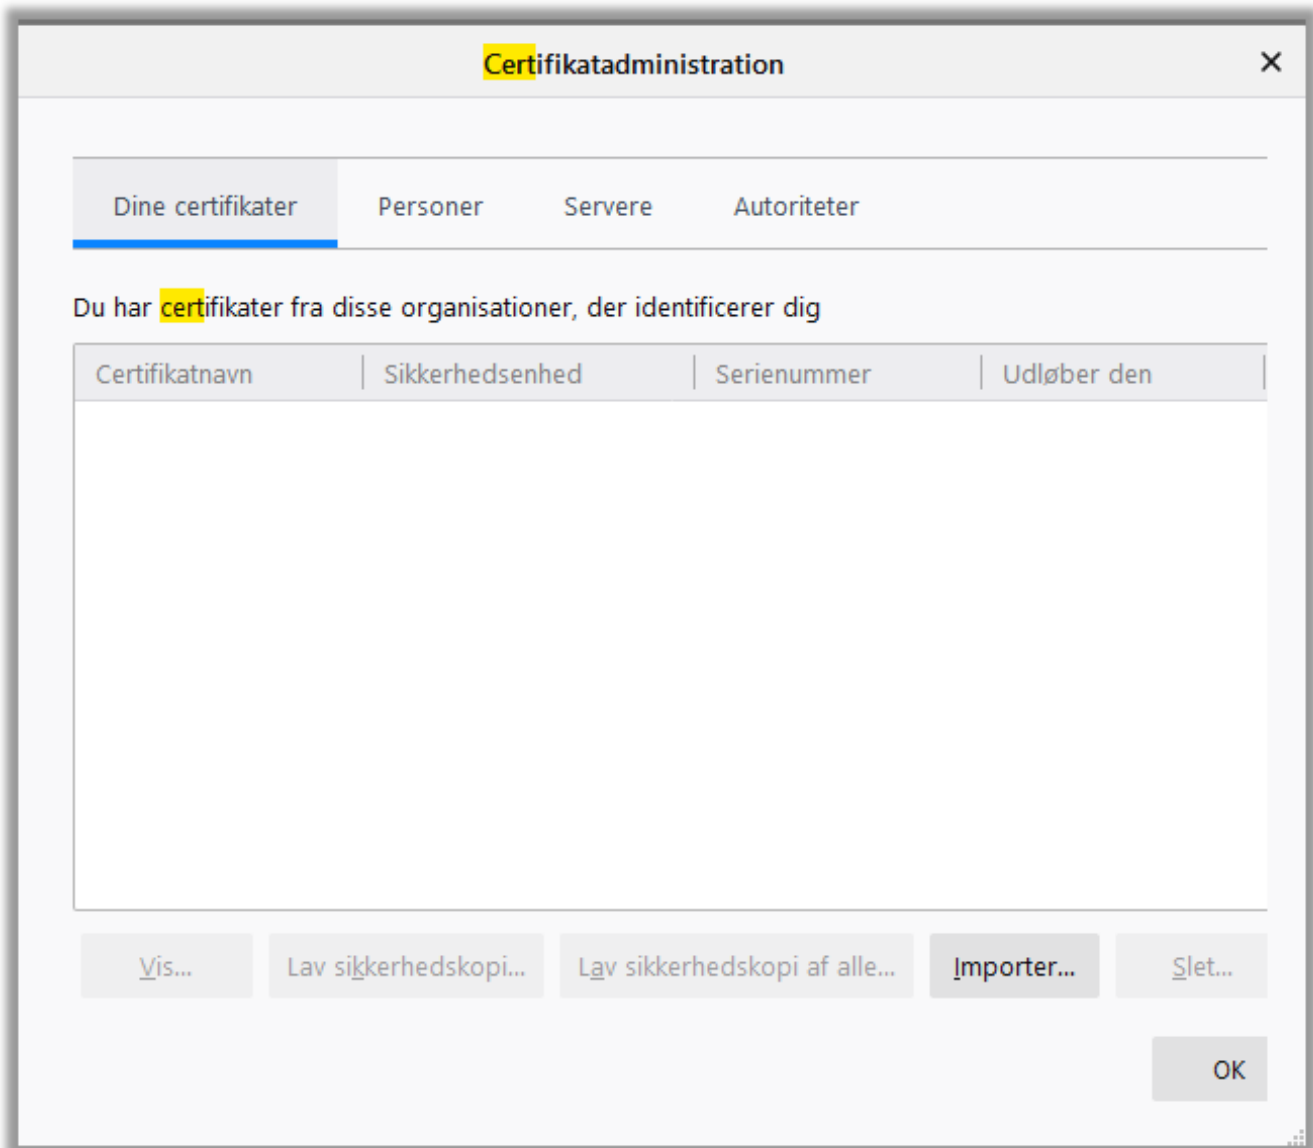 Certifikatadministration
Dine certifikater Personer Servere Autoriteter
Du har certifikater fra disse organisationer, der identificerer dig
Certifikatnavn Sikkerhedsenhed Serienummer Udløber den
Vis... Lav sikkerhedskopi... Lav sikkerhedskopi af alle... Importer... Slet...
OK